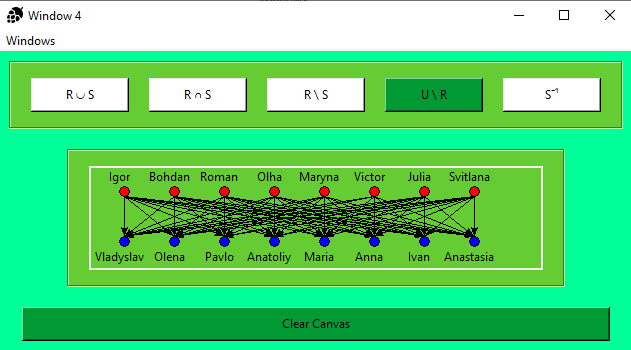 Window 4
Windows
R ∪ S R ∩ S R \ S U \ R S⁻¹
Igor Bohdan Roman Olha Maryna Victor Julia Svitlana
Vladyslav Olena Pavlo Anatoliy Maria Anna Ivan Anastasia
Clear Canvas